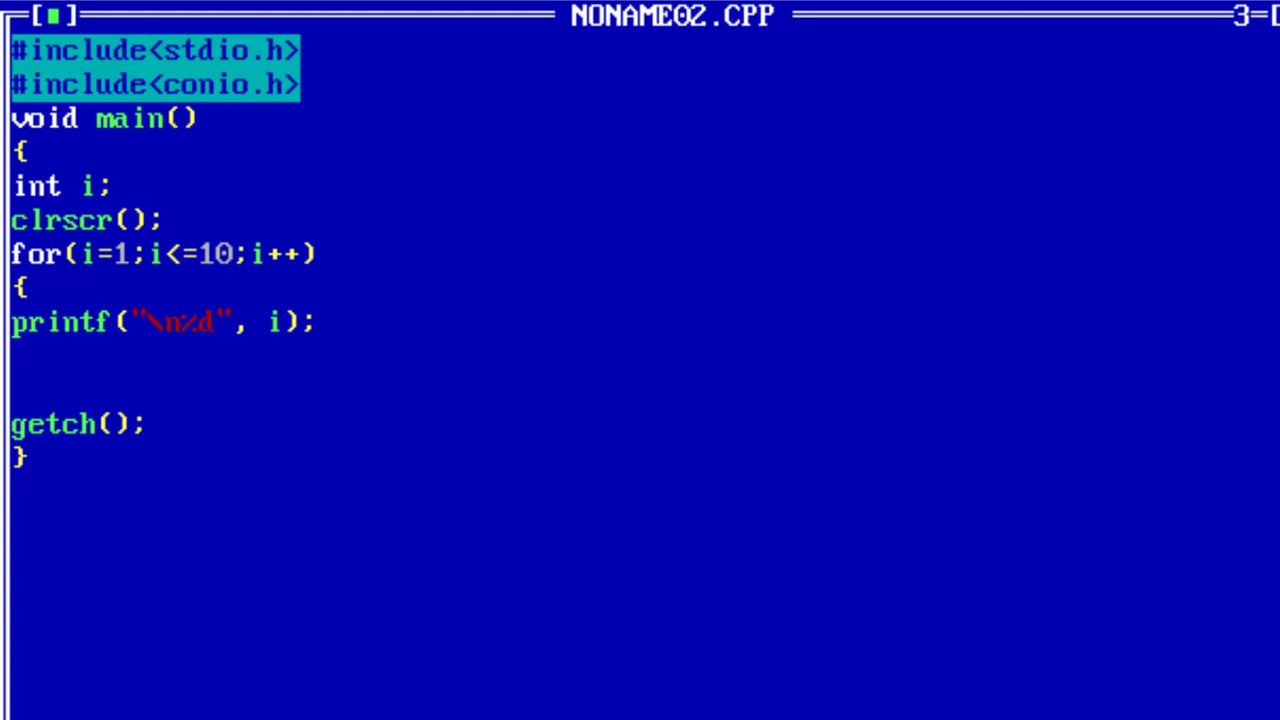 [■] NONAME02.CPP 3=[
#include<stdio.h>
#include<conio.h>
void main()
{
int i;
clrscr();
for(i=1;i<=10;i++)
{
printf("\n%d", i);
getch();
}